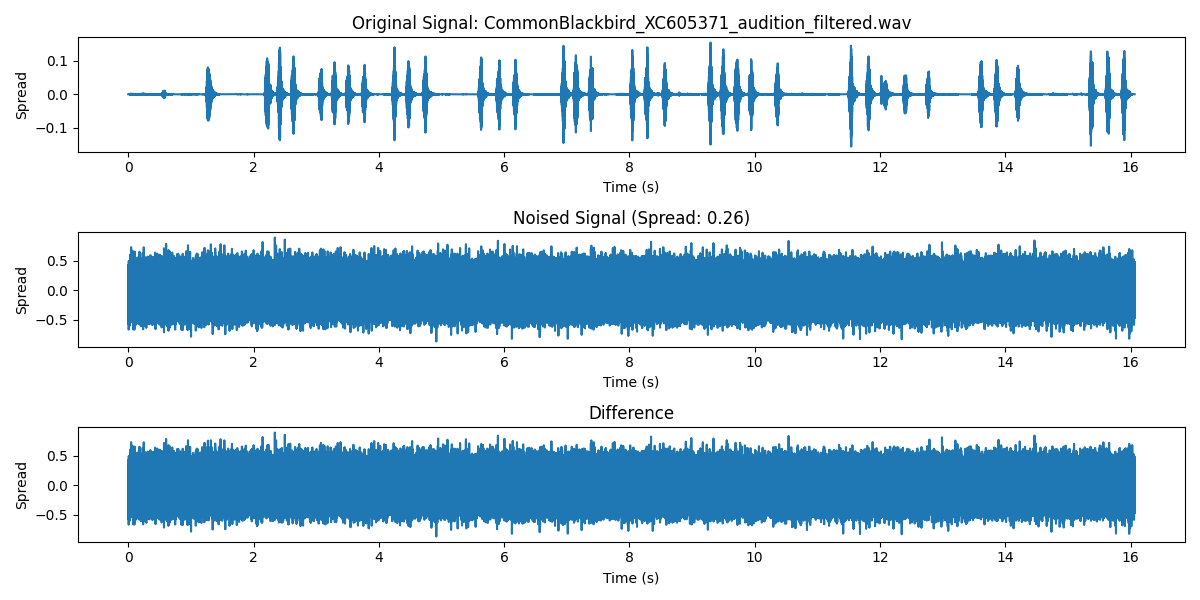 Original Signal: CommonBlackbird_XC605371_audition_filtered.wav
0.1
0.0
−0.1
Spread
0 2 4 6 8 10 12 14 16
Time (s)
Noised Signal (Spread: 0.26)
0.5
0.0
−0.5
Spread
0 2 4 6 8 10 12 14 16
Time (s)
Difference
0.5
0.0
−0.5
Spread
0 2 4 6 8 10 12 14 16
Time (s)